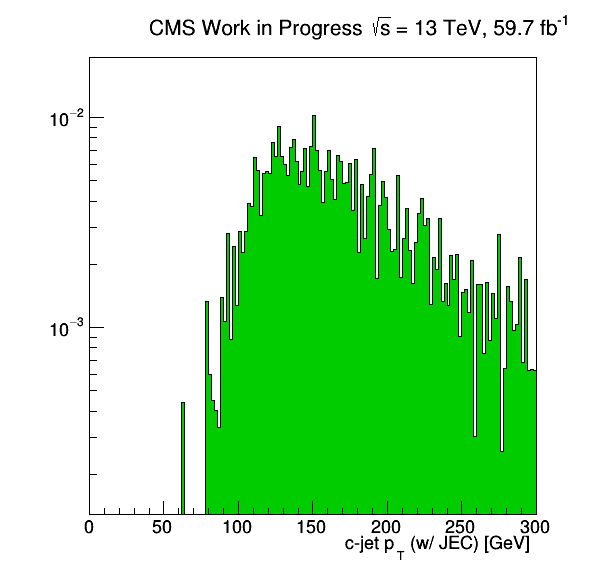 CMS Work in Progress √s = 13 TeV, 59.7 fb⁻¹
10⁻²
10⁻³
0 50 100 150 200 250 300
c-jet p_T (w/ JEC) [GeV]